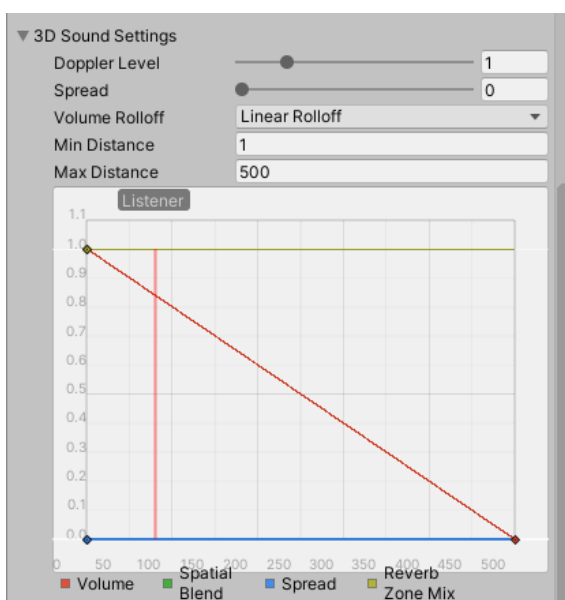 3D Sound Settings
Doppler Level 1
Spread 0
Volume Rolloff Linear Rolloff
Min Distance 1
Max Distance 500
Listener
1.1
1.0
0.9
0.8
0.7
0.6
0.5
0.4
0.3
0.2
0.1
0.0
0 50 100 150 200 250 300 350 400 450 500
Volume Spatial Blend Spread Reverb Zone Mix